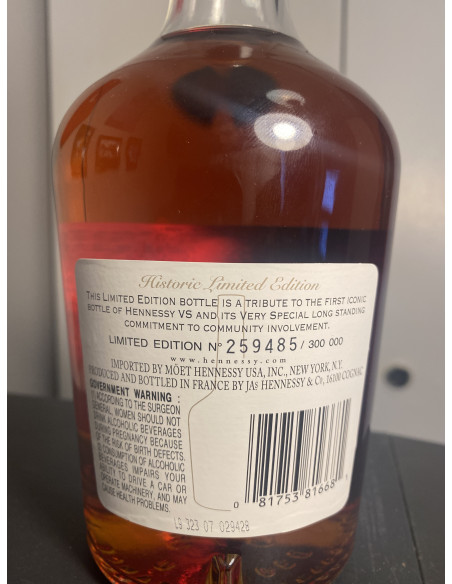 Historic Limited Edition
THIS LIMITED EDITION BOTTLE IS A TRIBUTE TO THE FIRST ICONIC
BOTTLE OF HENNESSY VS AND ITS VERY SPECIAL LONG STANDING
COMMITMENT TO COMMUNITY INVOLVEMENT.
LIMITED EDITION Nº 259485 / 300 000
www.hennessy.com
IMPORTED BY MOËT HENNESSY USA, INC., NEW YORK, N.Y.
PRODUCED AND BOTTLED IN FRANCE BY JAS HENNESSY & Cº, 16100 COGNAC
GOVERNMENT WARNING :
(1) ACCORDING TO THE SURGEON
GENERAL, WOMEN SHOULD NOT
DRINK ALCOHOLIC BEVERAGES
DURING PREGNANCY BECAUSE
OF THE RISK OF BIRTH DEFECTS.
CONSUMPTION OF ALCOHOLIC
BEVERAGES IMPAIRS YOUR
ABILITY TO DRIVE A CAR OR
OPERATE MACHINERY, AND MAY
CAUSE HEALTH PROBLEMS.
0 81753 81668 1
LS 323 07 029428